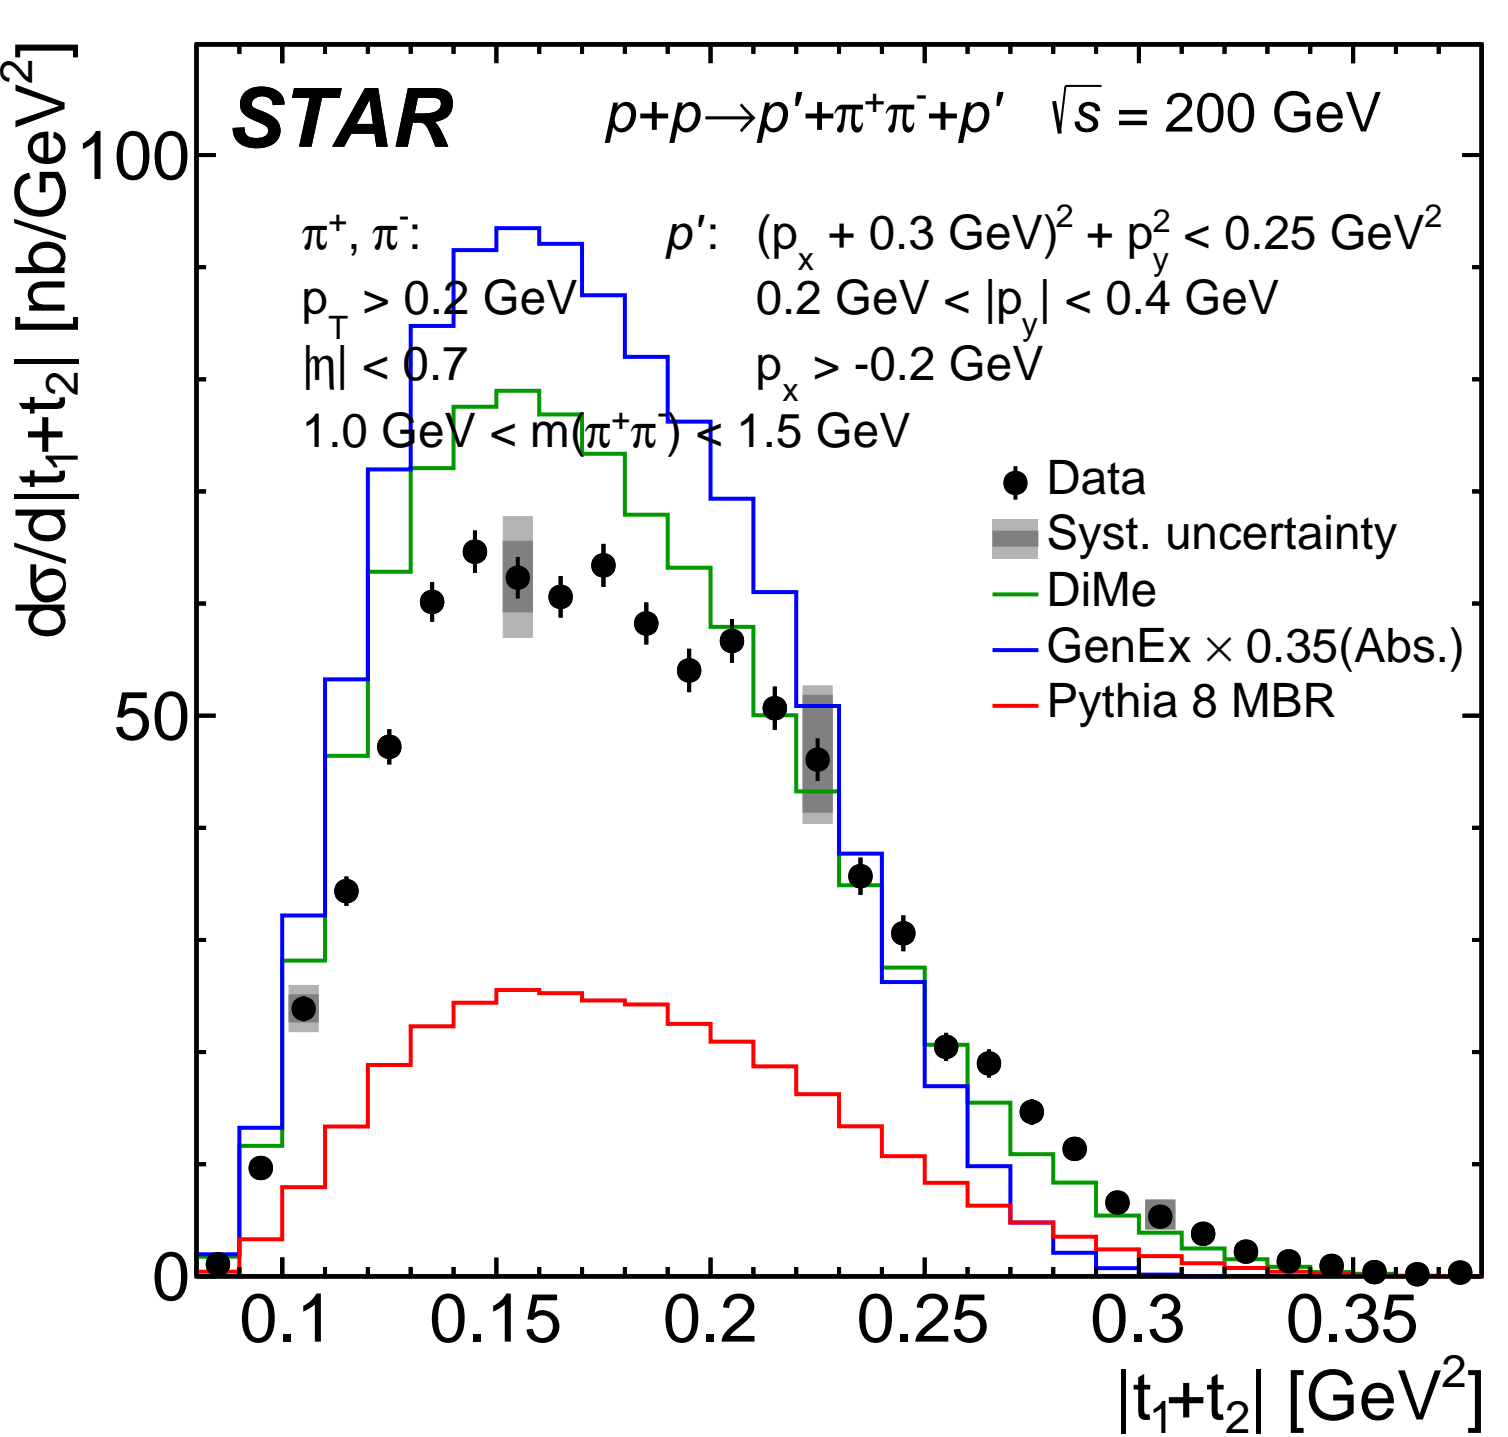 dσ/d|t₁+t₂| [nb/GeV²]
STAR p+p→p′+π⁺π⁻+p′ √s = 200 GeV
π⁺, π⁻: p′: (pₓ + 0.3 GeV)² + p_y² < 0.25 GeV²
p_T > 0.2 GeV 0.2 GeV < |p_y| < 0.4 GeV
|η| < 0.7 pₓ > -0.2 GeV
1.0 GeV < m(π⁺π⁻) < 1.5 GeV
Data
Syst. uncertainty
DiMe
GenEx × 0.35(Abs.)
Pythia 8 MBR
100
50
0
0.1 0.15 0.2 0.25 0.3 0.35
|t₁+t₂| [GeV²]